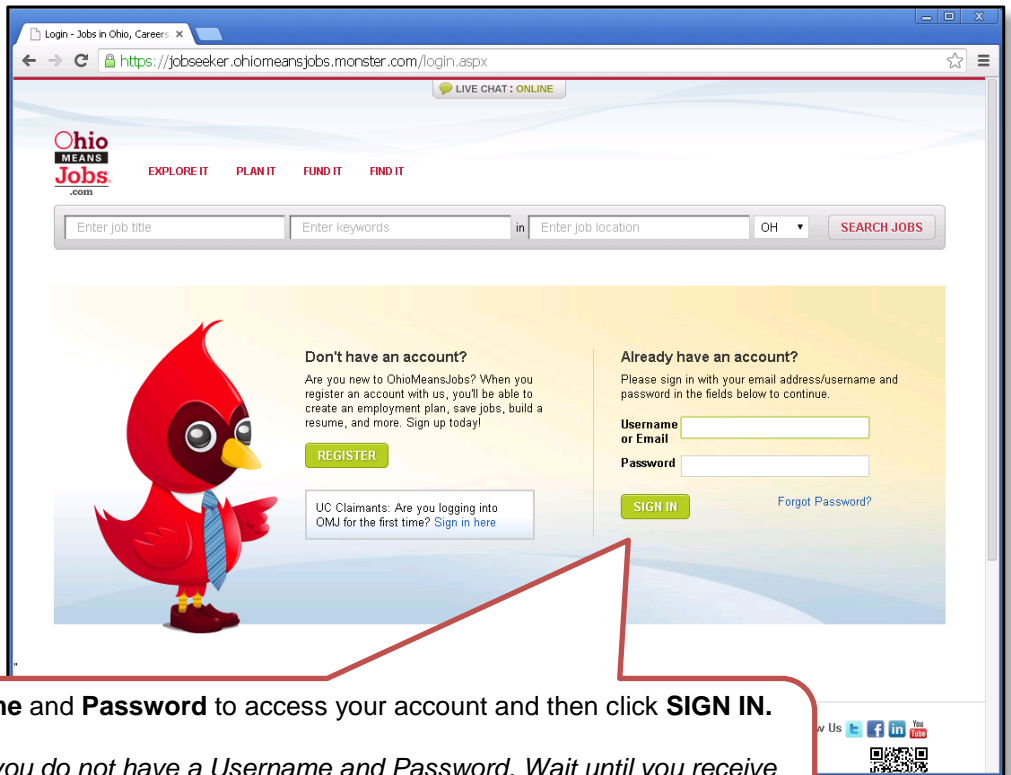 Login - Jobs in Ohio, Careers
https://jobseeker.ohiomeansjobs.monster.com/login.aspx
LIVE CHAT : ONLINE
Ohio
MEANS
Jobs.
.com
EXPLORE IT PLAN IT FUND IT FIND IT
Enter job title Enter keywords in Enter job location OH SEARCH JOBS
Don't have an account?
Are you new to OhioMeansJobs? When you
register an account with us, you'll be able to
create an employment plan, save jobs, build a
resume, and more. Sign up today!
REGISTER
UC Claimants: Are you logging into
OMJ for the first time? Sign in here
Already have an account?
Please sign in with your email address/username and
password in the fields below to continue.
Username
or Email
Password
SIGN IN Forgot Password?
and Password to access your account and then click SIGN IN.
Us
You
Tube
you do not have a Username and Password. Wait until you receive